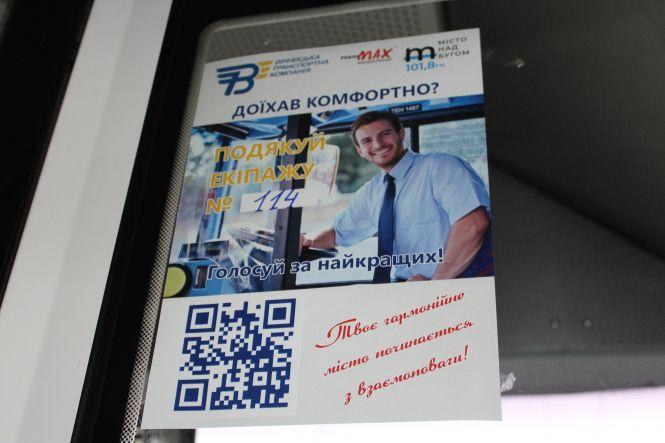 ВІННИЦЬКА
ТРАНСПОРТНА
КОМПАНІЯ
MAX
МІСТО
НАД
БУГОМ
101,8 FM
ДОЇХАВ КОМФОРТНО?
ПОДЯКУЙ
ЕКІПАЖУ
№ 114
Голосуй за найкращих!
Твоє гармонійне
місто починається
з взаємоповаги!